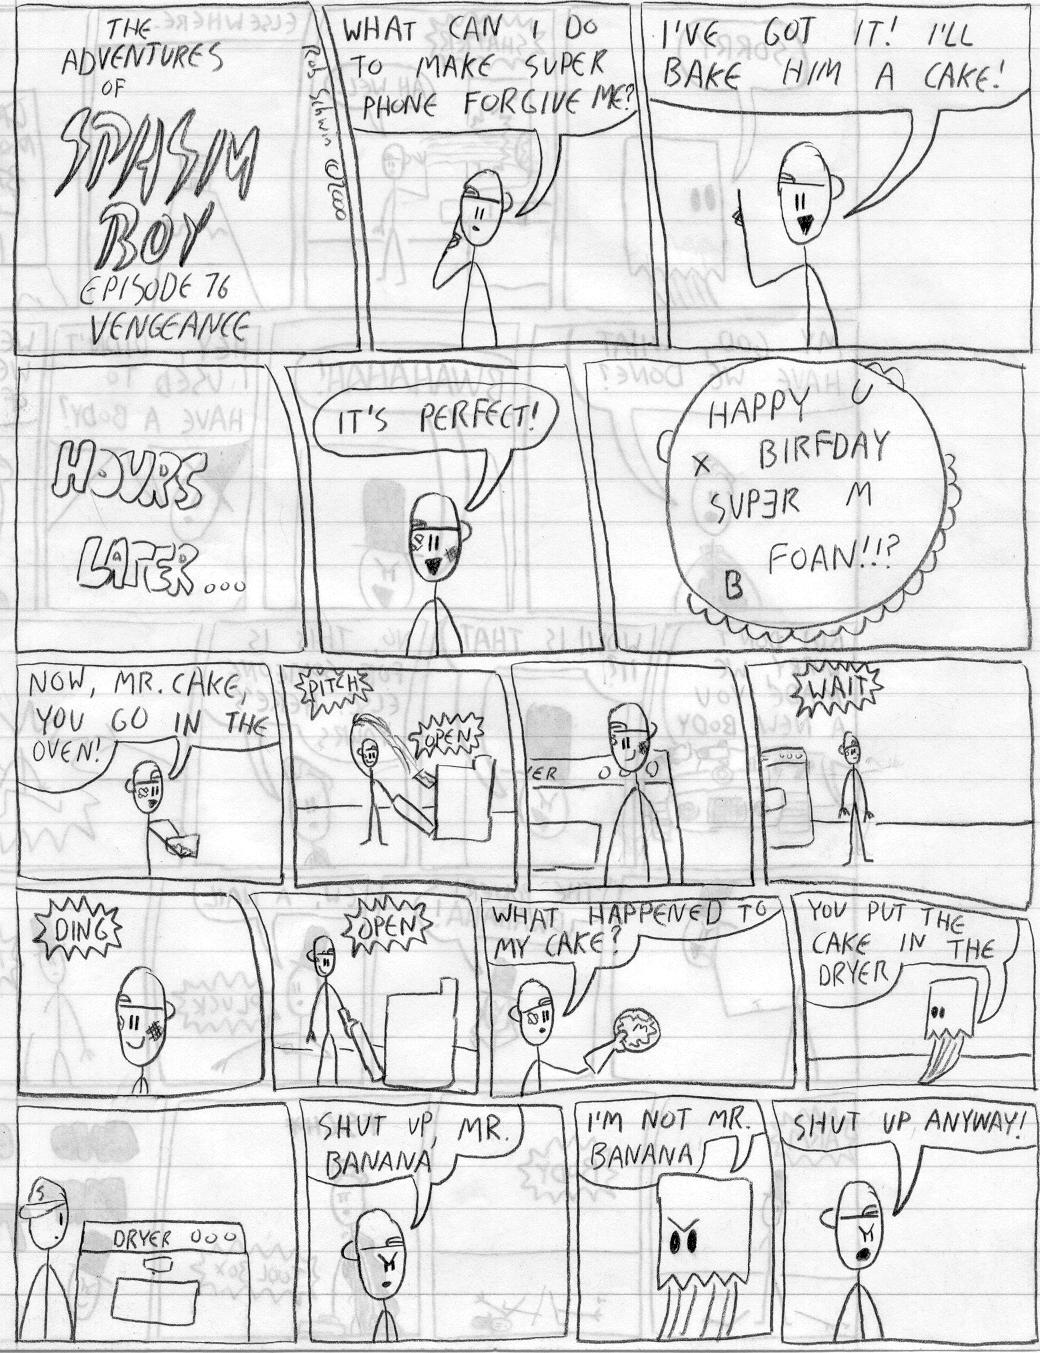 THE
ADVENTURES
OF
SPASM
BOY
EPISODE 76
VENGEANCE
Rob Schwin ©2000
WHAT CAN I DO
TO MAKE SUPER
PHONE FORGIVE ME?
I'VE GOT IT! I'LL
BAKE HIM A CAKE!
HOURS
LATER...
IT'S PERFECT!
HAPPY U
X BIRFDAY
SUPƎR M
FOAN!!?
B
NOW, MR. CAKE,
YOU GO IN THE
OVEN!
PITCH
OPEN
YER
WAIT
DING
OPEN
WHAT HAPPENED TO
MY CAKE?
YOU PUT THE
CAKE IN THE
DRYER
DRYER
SHUT UP, MR.
BANANA
I'M NOT MR.
BANANA
SHUT UP ANYWAY!